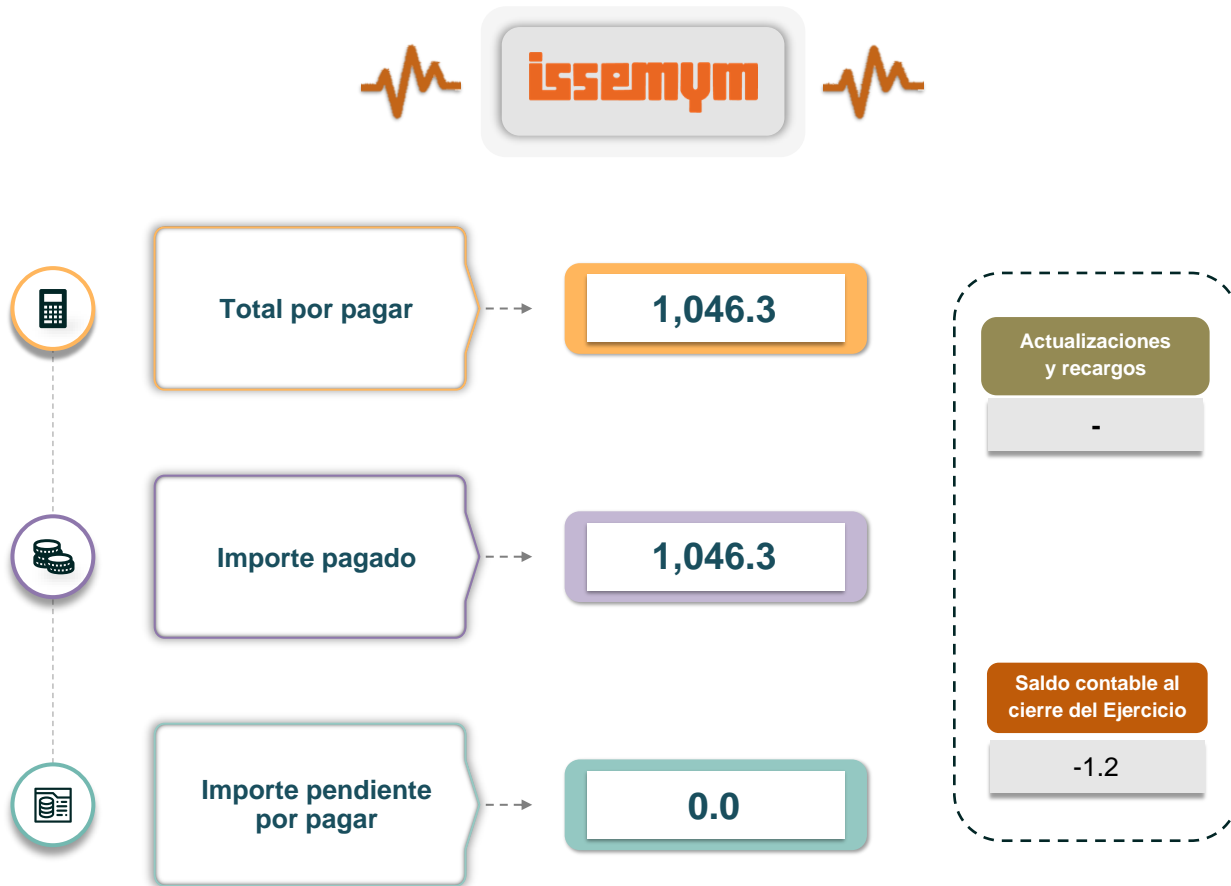 issemym
Total por pagar
1,046.3
Importe pagado
1,046.3
Importe pendiente
por pagar
0.0
Actualizaciones
y recargos
-
Saldo contable al
cierre del Ejercicio
-1.2